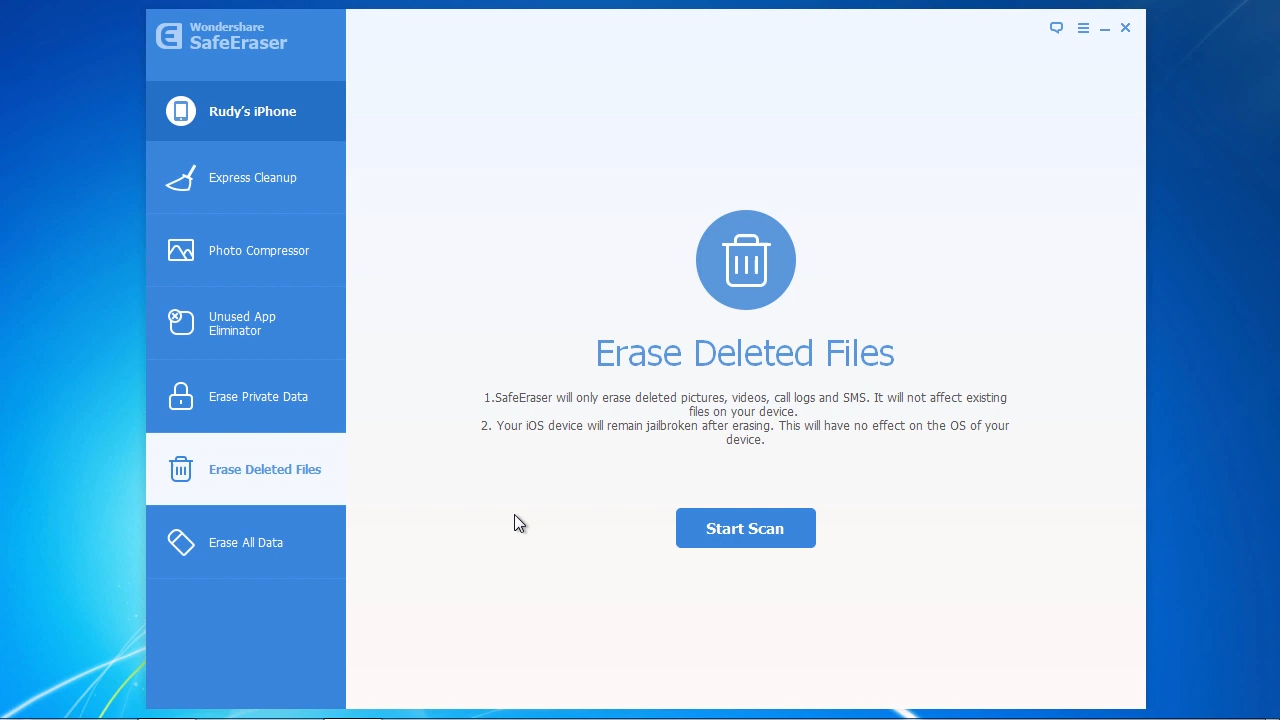 Wondershare
SafeEraser
Rudy's iPhone
Express Cleanup
Photo Compressor
Unused App
Eliminator
Erase Private Data
Erase Deleted Files
Erase All Data
Erase Deleted Files
1.SafeEraser will only erase deleted pictures, videos, call logs and SMS. It will not affect existing
files on your device.
2. Your iOS device will remain jailbroken after erasing. This will have no effect on the OS of your
device.
Start Scan